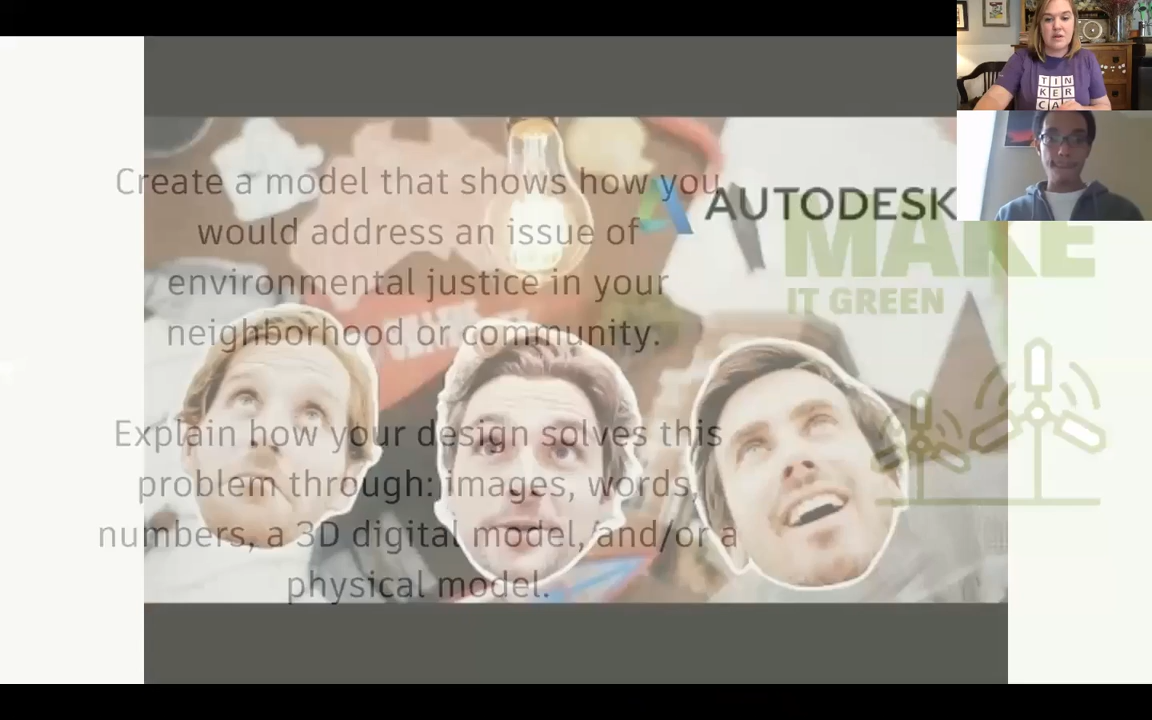 Create a model that shows how you
would address an issue of
environmental justice in your
neighborhood or community.
Explain how your design solves this
problem through: images, words,
numbers, a 3D digital model, and/or a
physical model.
AUTODESK
MAKE
IT GREEN
TIN
KER
CA